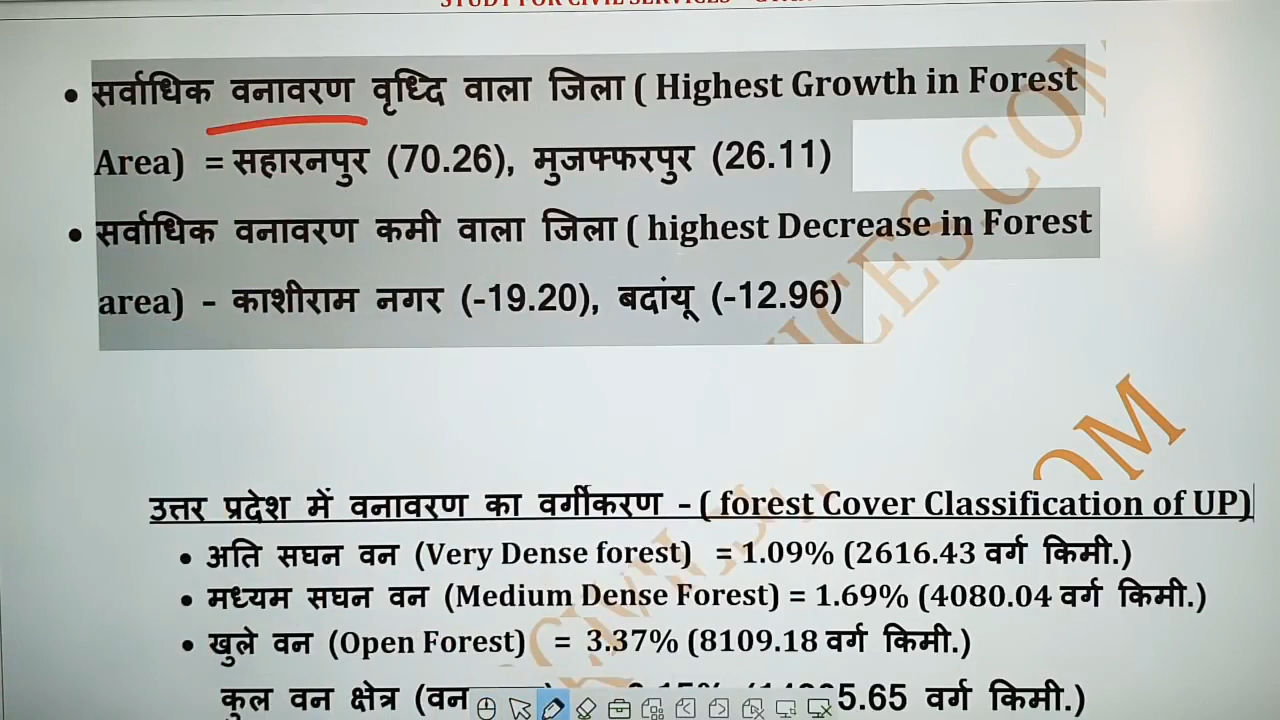 • सर्वाधिक वनावरण वृध्दि वाला जिला ( Highest Growth in Forest
Area) = सहारनपुर (70.26), मुजफ्फरपुर (26.11)
• सर्वाधिक वनावरण कमी वाला जिला ( highest Decrease in Forest
area) - काशीराम नगर (-19.20), बदांयू (-12.96)
उत्तर प्रदेश में वनावरण का वर्गीकरण - ( forest Cover Classification of UP)
• अति सघन वन (Very Dense forest) = 1.09% (2616.43 वर्ग किमी.)
• मध्यम सघन वन (Medium Dense Forest) = 1.69% (4080.04 वर्ग किमी.)
• खुले वन (Open Forest) = 3.37% (8109.18 वर्ग किमी.)
कुल वन क्षेत्र (वन 5.65 वर्ग किमी.)